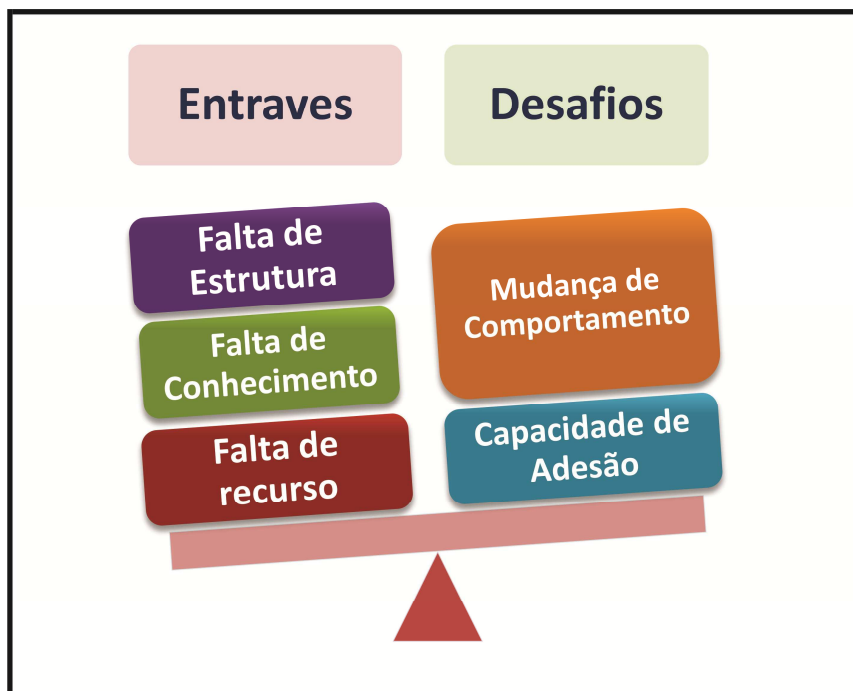 Entraves
Desafios
Falta de
Estrutura
Falta de
Conhecimento
Falta de
recurso
Mudança de
Comportamento
Capacidade de
Adesão